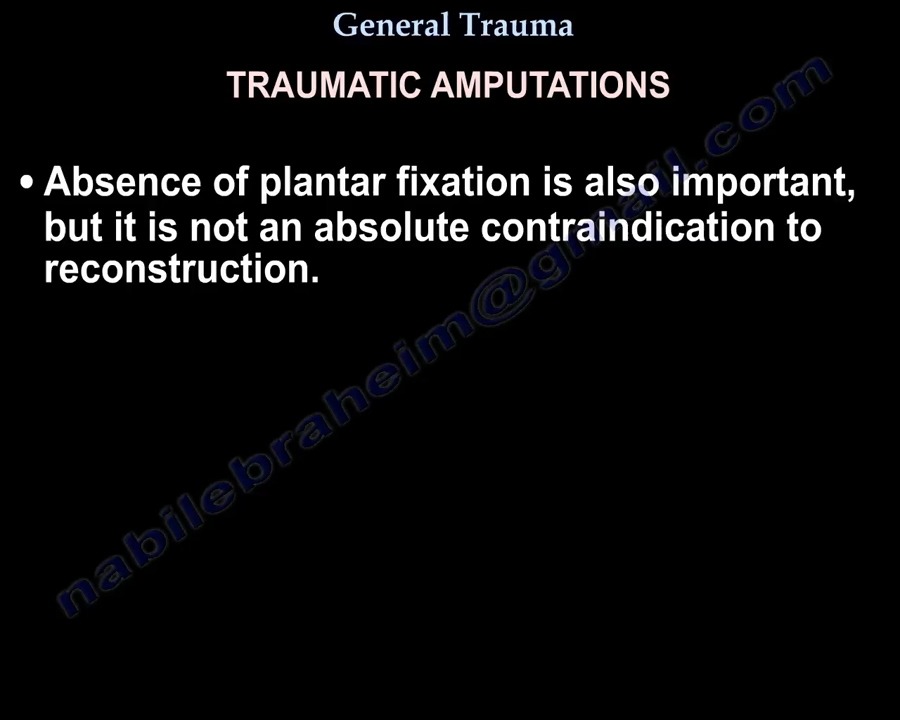 General Trauma
TRAUMATIC AMPUTATIONS
• Absence of plantar fixation is also important,
but it is not an absolute contraindication to
reconstruction.
nabilebraheim@gmail.com